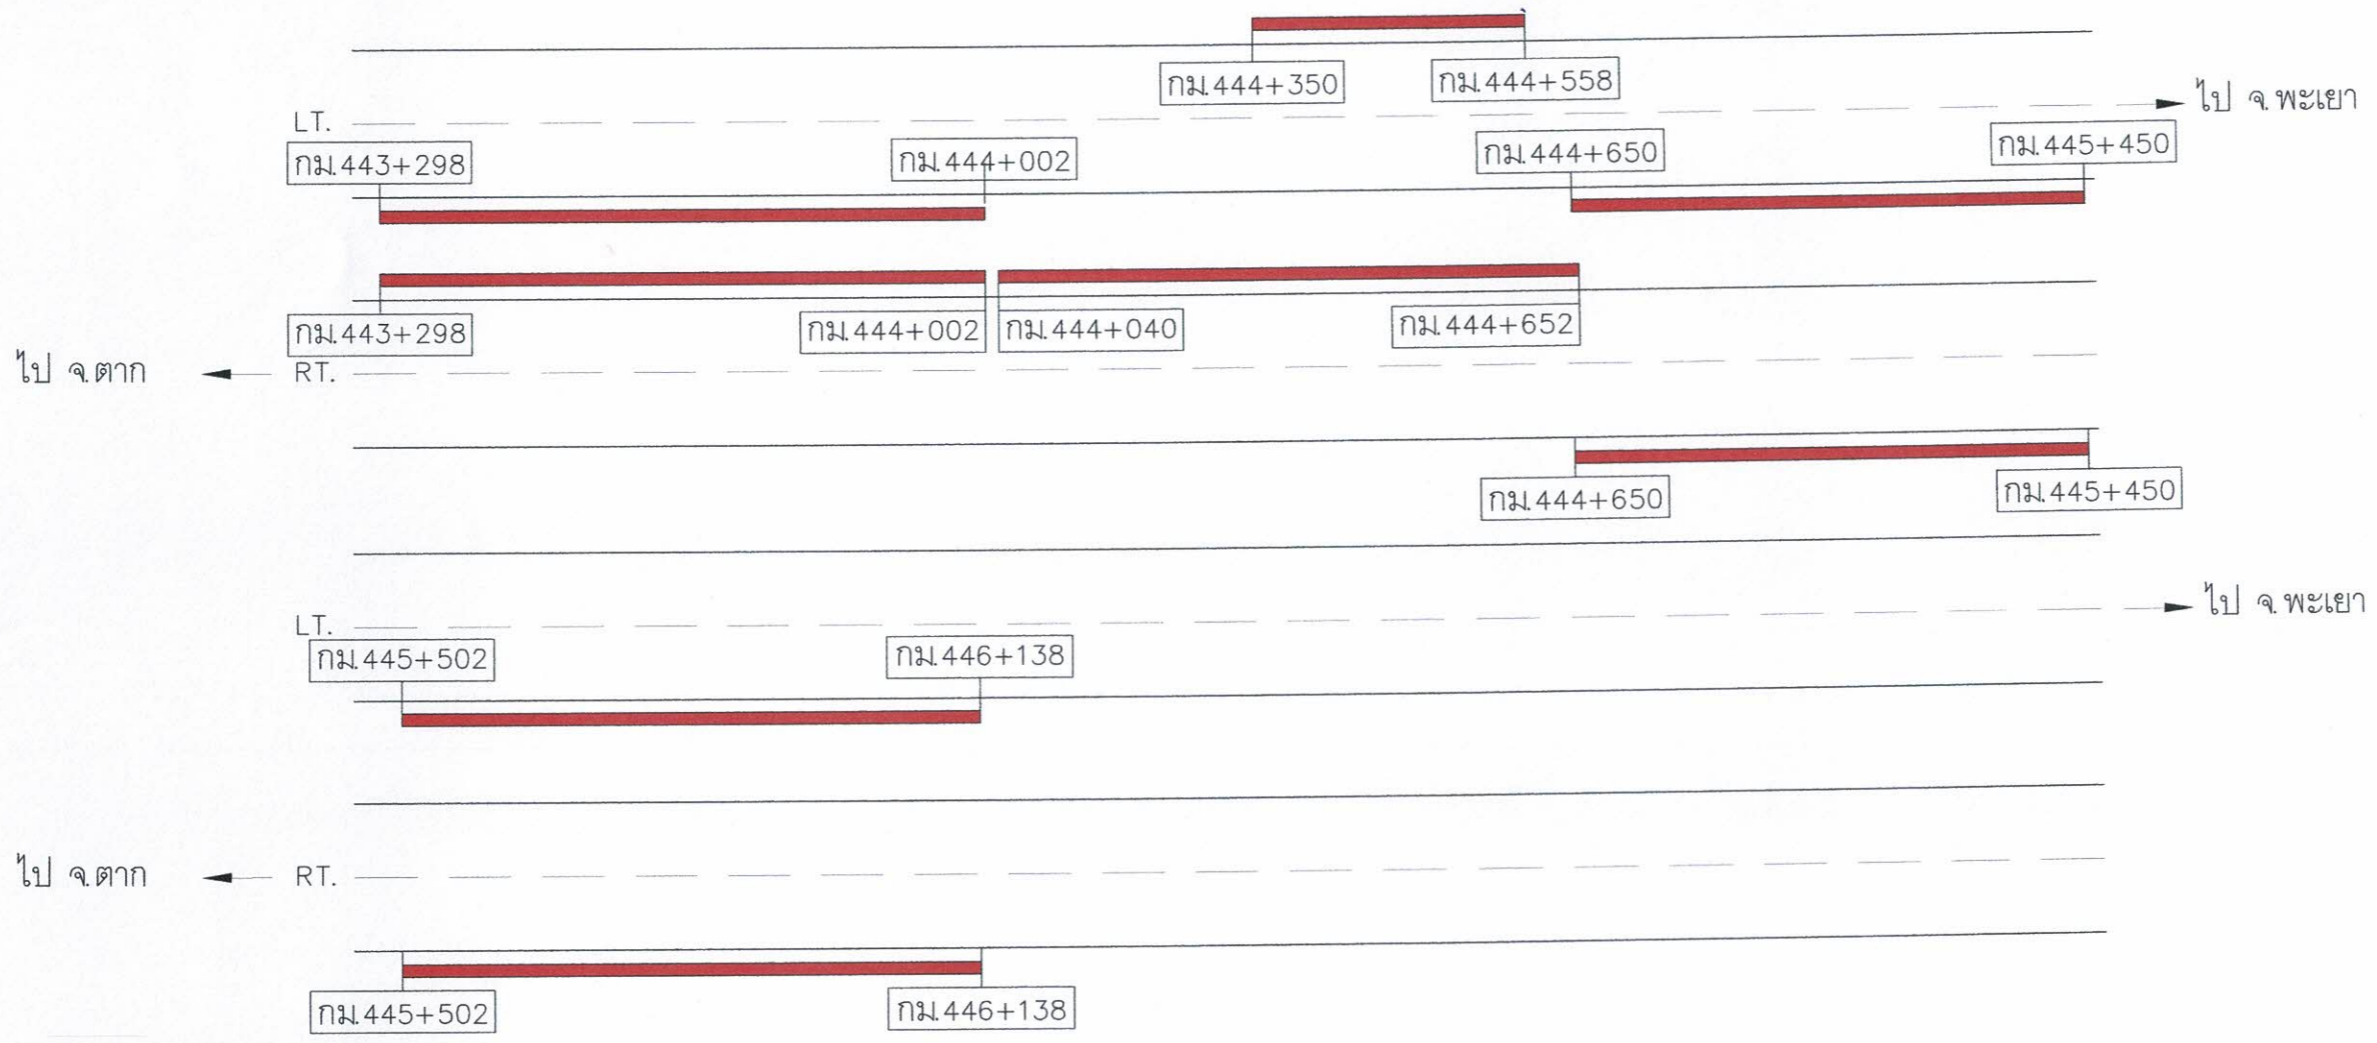 กม.444+350 กม.444+558
ไป จ.พะเยา
LT.
กม.443+298 กม.444+002 กม.444+650 กม.445+450
กม.443+298 กม.444+002 กม.444+040 กม.444+652
ไป จ.ตาก RT.
กม.444+650 กม.445+450
LT. ไป จ.พะเยา
กม.445+502 กม.446+138
ไป จ.ตาก RT.
กม.445+502 กม.446+138